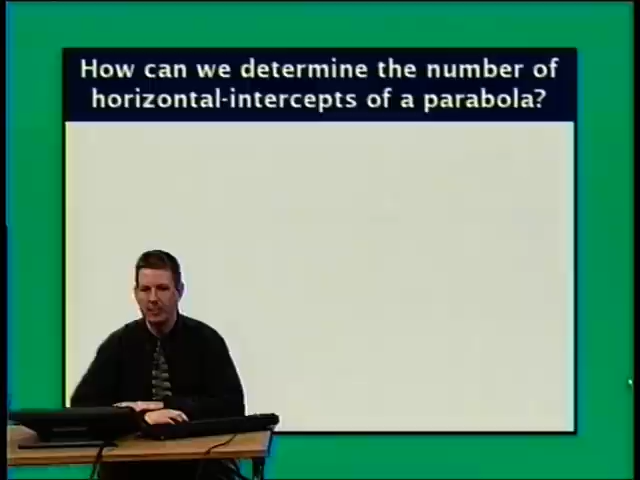 How can we determine the number of
horizontal-intercepts of a parabola?